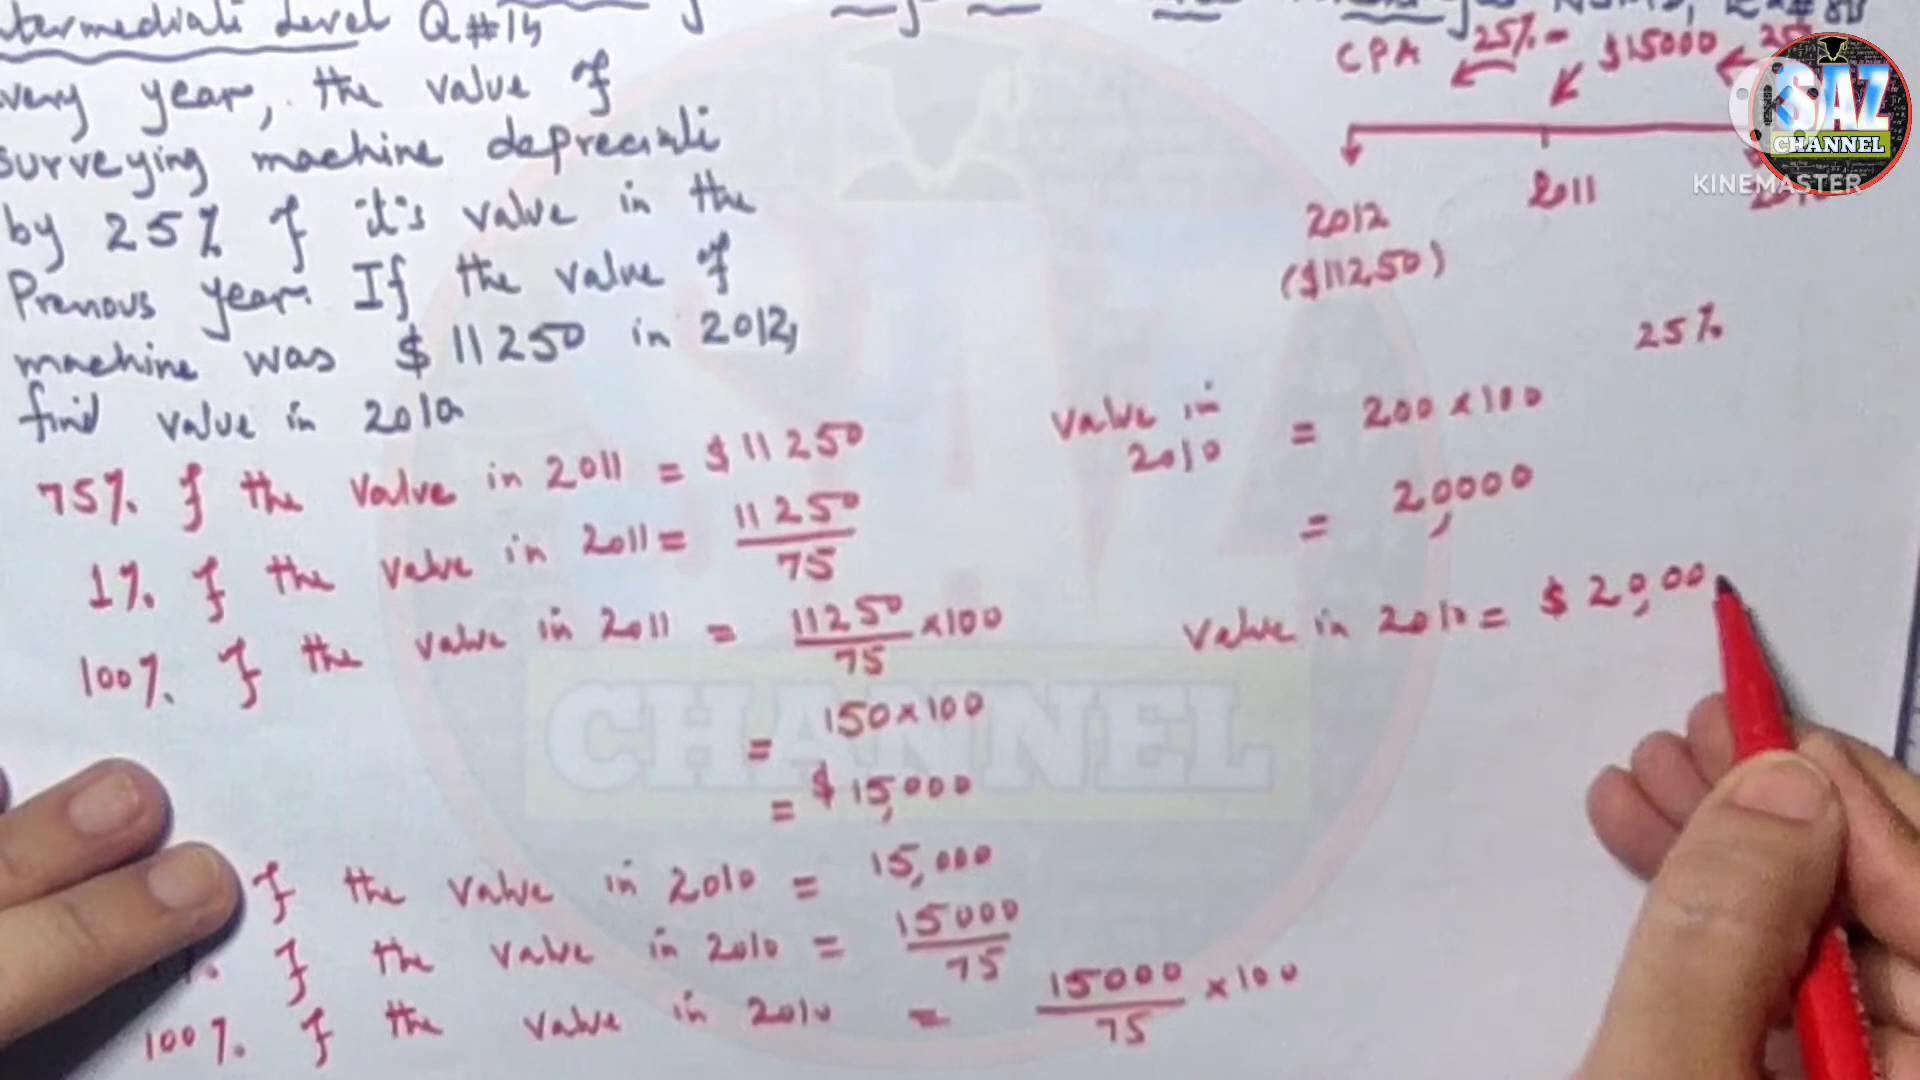 Intermediate Level Q#14
very year, the value of
surveying machine depreciate
by 25% of it's value in the
Previous year. If the value of
machine was $11250 in 2012,
find value in 2010
75% of the value in 2011 = $11250
1% of the value in 2011 = 11250/75
100% of the value in 2011 = 11250/75 × 100
= 150 × 100
= $15,000
of the value in 2010 = 15,000
%. of the value in 2010 = 15000/75
100% of the value in 2010 = 15000/75 × 100
CPA 25% $15000 25
2012 2011
($11250)
25%
value in 2010 = 200 × 100
= 20,000
Value in 2010 = $20,00
SAZ
CHANNEL
KINEMASTER
CHANNEL